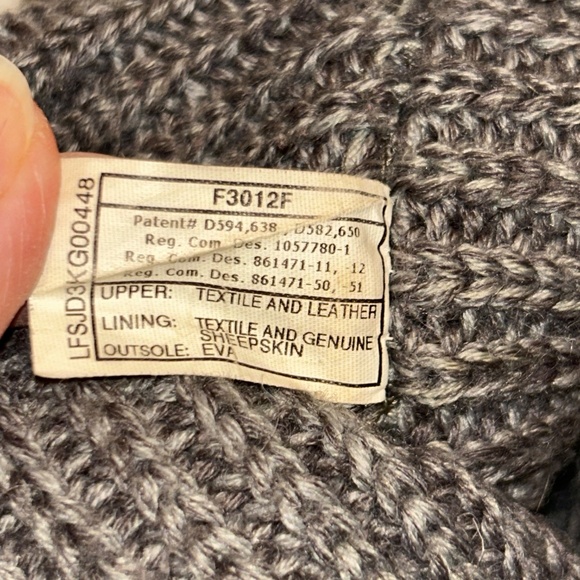 LFSJD3KG00448
F3012F
Patent# D594,638, D582,650
Reg. Com. Des. 1057780-1
Reg. Com. Des. 861471-11, -12
Reg. Com. Des. 861471-50, -51
UPPER: TEXTILE AND LEATHER
LINING: TEXTILE AND GENUINE
SHEEPSKIN
OUTSOLE: EVA